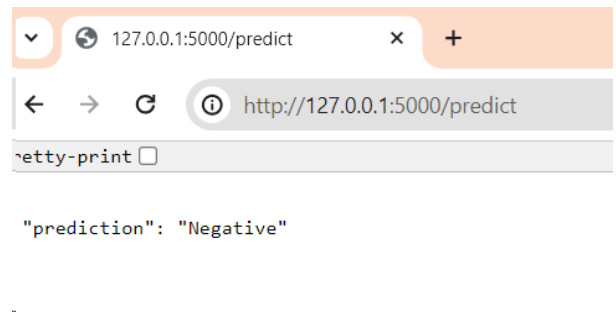 127.0.0.1:5000/predict
http://127.0.0.1:5000/predict
retty-print
"prediction": "Negative"